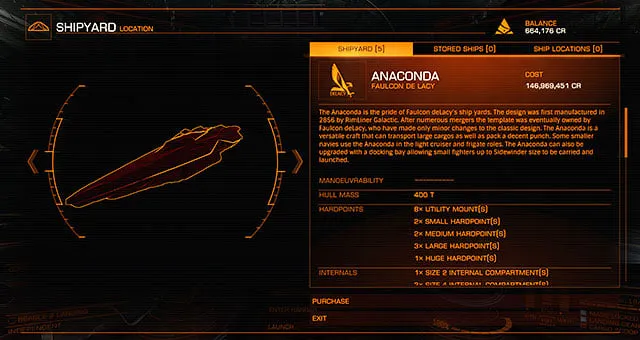 SHIPYARD LOCATION
BALANCE
664,176 CR
SHIPYARD [5]
STORED SHIPS [0]
SHIP LOCATIONS [0]
DELACY
ANACONDA
FAULCON DE LACY
COST
146,969,451 CR
The Anaconda is the pride of Faulcon deLacy's ship yards. The design was first manufactured in
2856 by RimLiner Galactic. After numerous mergers the template was eventually owned by
Faulcon deLacy, who have made only minor changes to the classic design. The Anaconda is a
versatile craft that can transport large cargos as well as pack a decent punch. Some smaller
navies use the Anaconda in the light cruiser and frigate roles. The Anaconda can also be
upgraded with a docking bay allowing small fighters up to Sidewinder size to be carried and
launched.
MANOEUVRABILITY
HULL MASS
400 T
HARDPOINTS
8× UTILITY MOUNT(S)
2× SMALL HARDPOINT(S)
2× MEDIUM HARDPOINT(S)
3× LARGE HARDPOINT(S)
1× HUGE HARDPOINT(S)
INTERNALS
1× SIZE 2 INTERNAL COMPARTMENT(S)
SIZE 4 INTERNAL COMPARTMENT(S)
PURCHASE
EXIT
LAUNCH